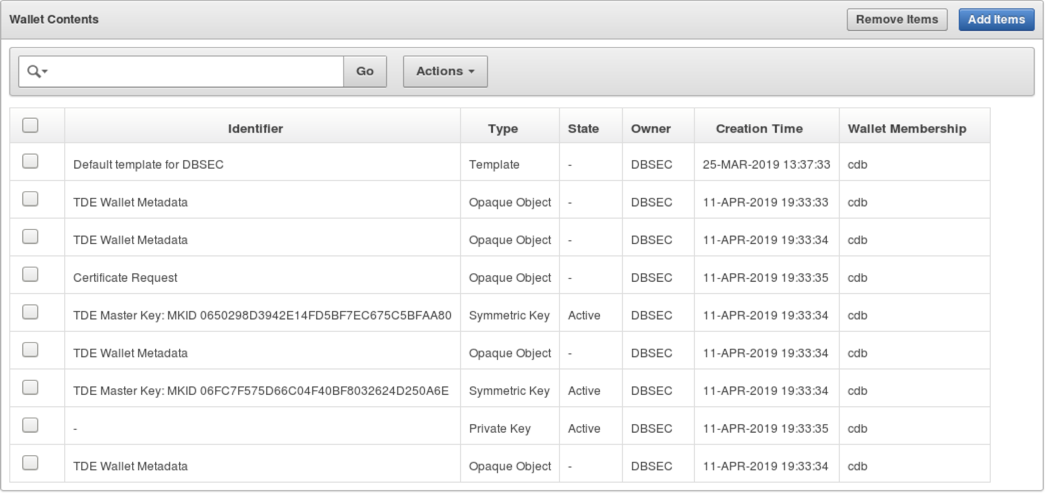 Wallet Contents Remove Items Add Items
Go Actions
Identifier Type State Owner Creation Time Wallet Membership
Default template for DBSEC Template - DBSEC 25-MAR-2019 13:37:33 cdb
TDE Wallet Metadata Opaque Object - DBSEC 11-APR-2019 19:33:33 cdb
TDE Wallet Metadata Opaque Object - DBSEC 11-APR-2019 19:33:34 cdb
Certificate Request Opaque Object - DBSEC 11-APR-2019 19:33:35 cdb
TDE Master Key: MKID 0650298D3942E14FD5BF7EC675C5BFAA80 Symmetric Key Active DBSEC 11-APR-2019 19:33:34 cdb
TDE Wallet Metadata Opaque Object - DBSEC 11-APR-2019 19:33:34 cdb
TDE Master Key: MKID 06FC7F575D66C04F40BF8032624D250A6E Symmetric Key Active DBSEC 11-APR-2019 19:33:34 cdb
- Private Key Active DBSEC 11-APR-2019 19:33:35 cdb
TDE Wallet Metadata Opaque Object - DBSEC 11-APR-2019 19:33:34 cdb